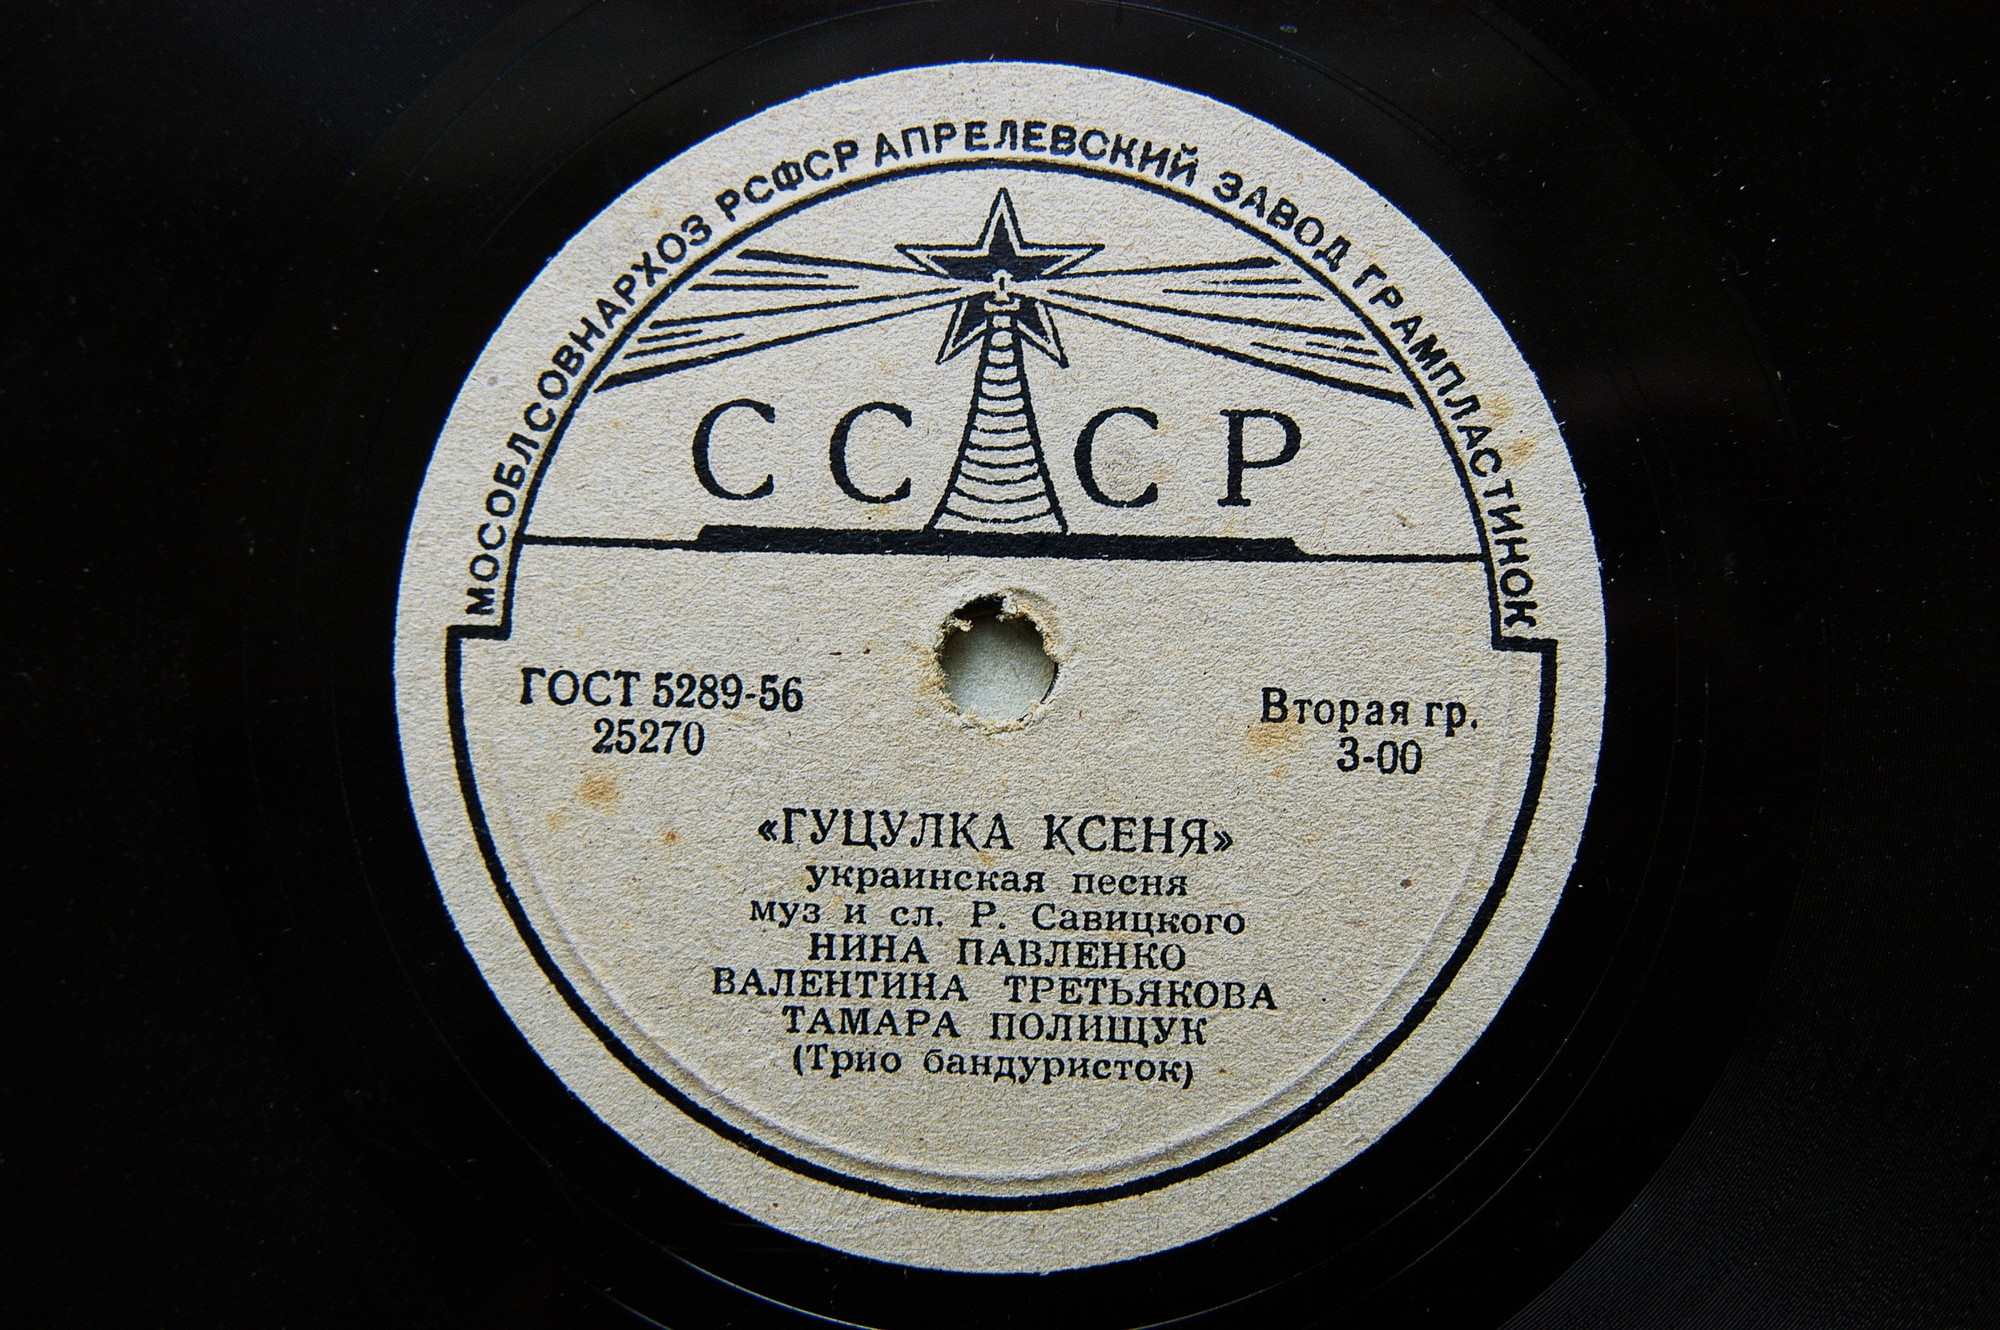 МОСОБЛСОВНАРХОЗ РСФСР АПРЕЛЕВСКИЙ ЗАВОД ГРАМПЛАСТИНОК
СССР
ГОСТ 5289-56
25270
Вторая гр.
3-00
«ГУЦУЛКА КСЕНЯ»
украинская песня
муз и сл. Р. Савицкого
НИНА ПАВЛЕНКО
ВАЛЕНТИНА ТРЕТЬЯКОВА
ТАМАРА ПОЛИЩУК
(Трио бандуристок)